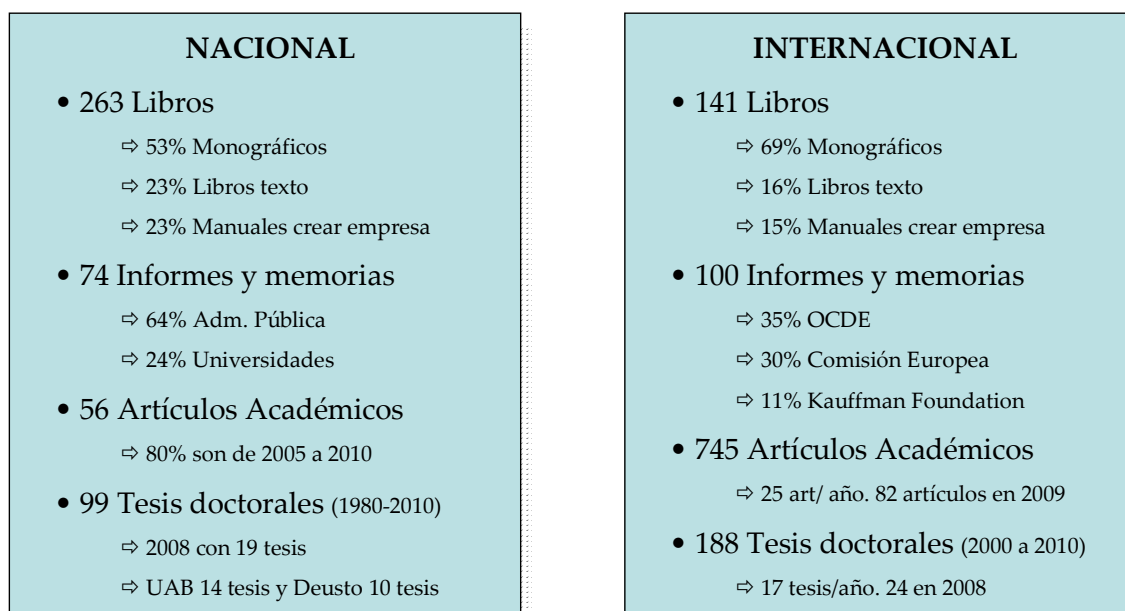 NACIONAL
• 263 Libros
⇨ 53% Monográficos
⇨ 23% Libros texto
⇨ 23% Manuales crear empresa
• 74 Informes y memorias
⇨ 64% Adm. Pública
⇨ 24% Universidades
• 56 Artículos Académicos
⇨ 80% son de 2005 a 2010
• 99 Tesis doctorales (1980-2010)
⇨ 2008 con 19 tesis
⇨ UAB 14 tesis y Deusto 10 tesis
INTERNACIONAL
• 141 Libros
⇨ 69% Monográficos
⇨ 16% Libros texto
⇨ 15% Manuales crear empresa
• 100 Informes y memorias
⇨ 35% OCDE
⇨ 30% Comisión Europea
⇨ 11% Kauffman Foundation
• 745 Artículos Académicos
⇨ 25 art/ año. 82 artículos en 2009
• 188 Tesis doctorales (2000 a 2010)
⇨ 17 tesis/año. 24 en 2008